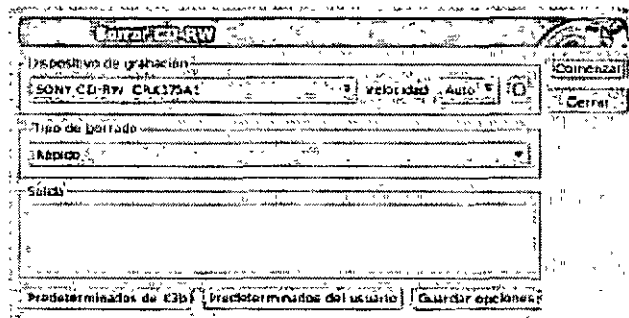 Borrar CD-RW
Dispositivo de grabación
SONY CD-RW CRX175A1 Velocidad Auto
Comenzar
Cerrar
Tipo de borrado
Rápido
Salida
Predeterminados de K3b Predeterminados del usuario Guardar opciones